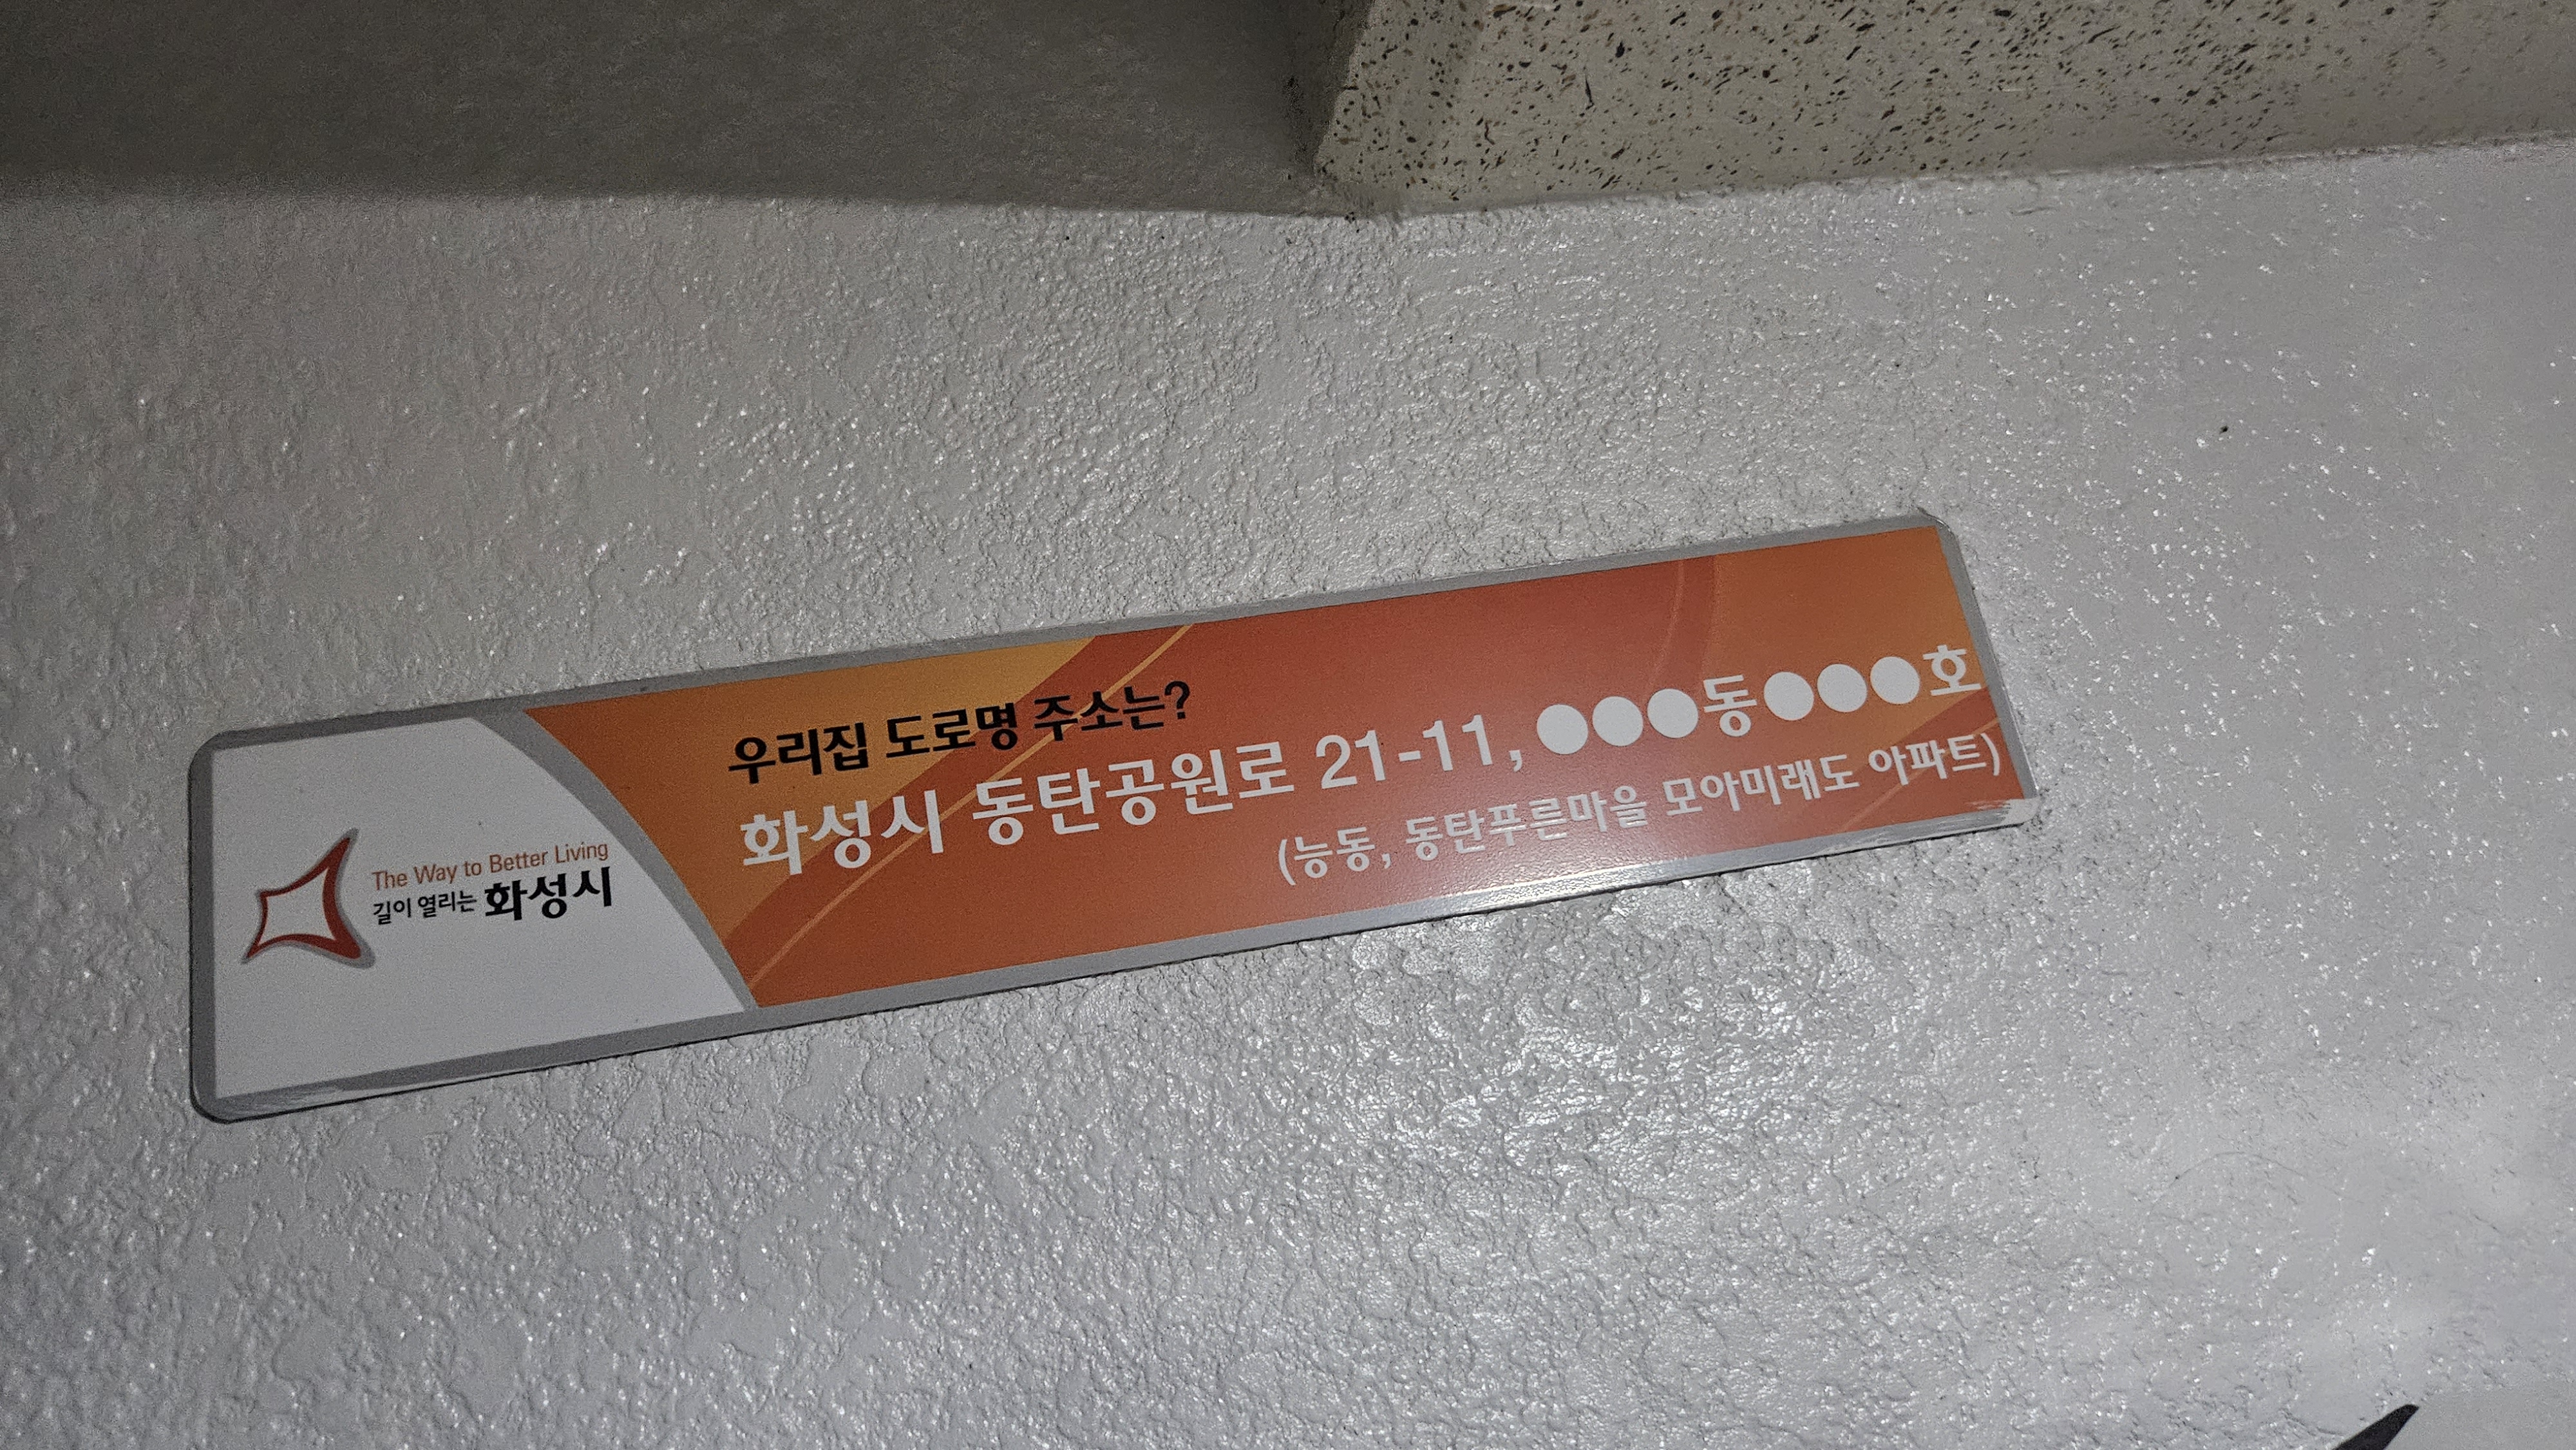 The Way to Better Living
길이 열리는 화성시
우리집 도로명 주소는?
화성시 동탄공원로 21-11, ●●●동●●●호
(능동, 동탄푸른마을 모아미래도 아파트)